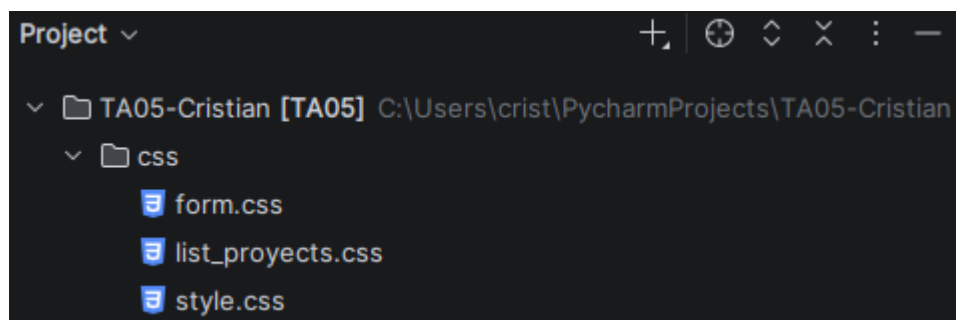 Project
TA05-Cristian [TA05] C:\Users\crist\PycharmProjects\TA05-Cristian
css
form.css
list_proyects.css
style.css